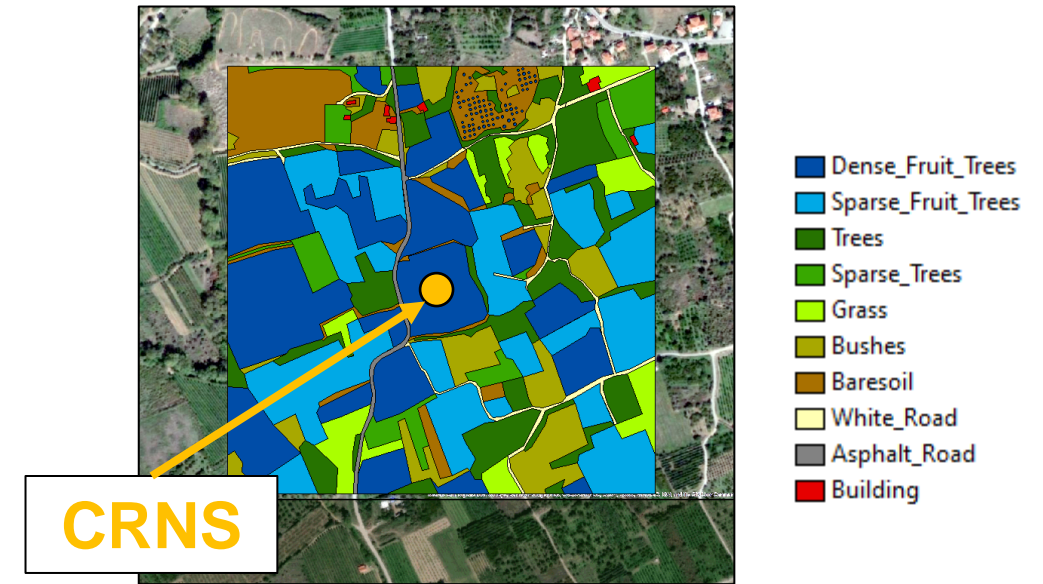 Dense_Fruit_Trees
Sparse_Fruit_Trees
Trees
Sparse_Trees
Grass
Bushes
Baresoil
White_Road
Asphalt_Road
Building
CRNS